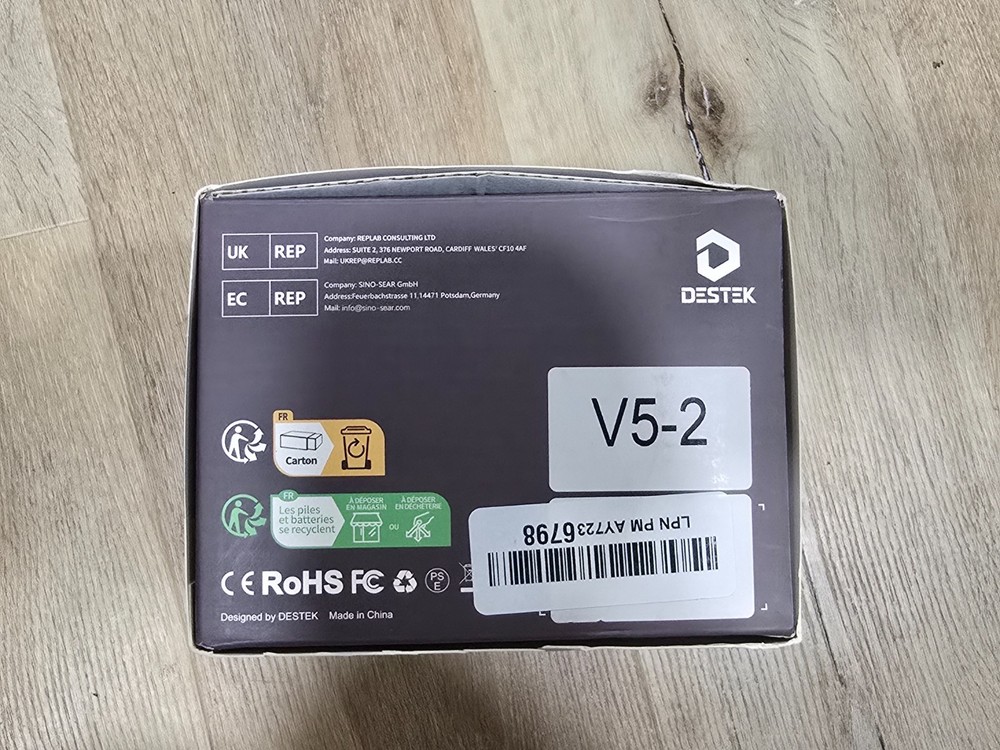 UK REP
Company: REPLAB CONSULTING LTD
Address: SUITE 2, 376 NEWPORT ROAD, CARDIFF WALES' CF10 4AF
Mail: UKREP@REPLAB.CC
EC REP
Company: SINO-SEAR GmbH
Address:Feuerbachstrasse 11,14471 Potsdam,Germany
Mail: info@sino-sear.com
DESTEK
V5-2
FR
Carton
FR
Les piles
et batteries
se recyclent
À DÉPOSER
EN MAGASIN
OU
À DÉPOSER
EN DÉCHÈTERIE
LPN PM AY7236798
CE RoHS FC
PS
E
Designed by DESTEK Made in China